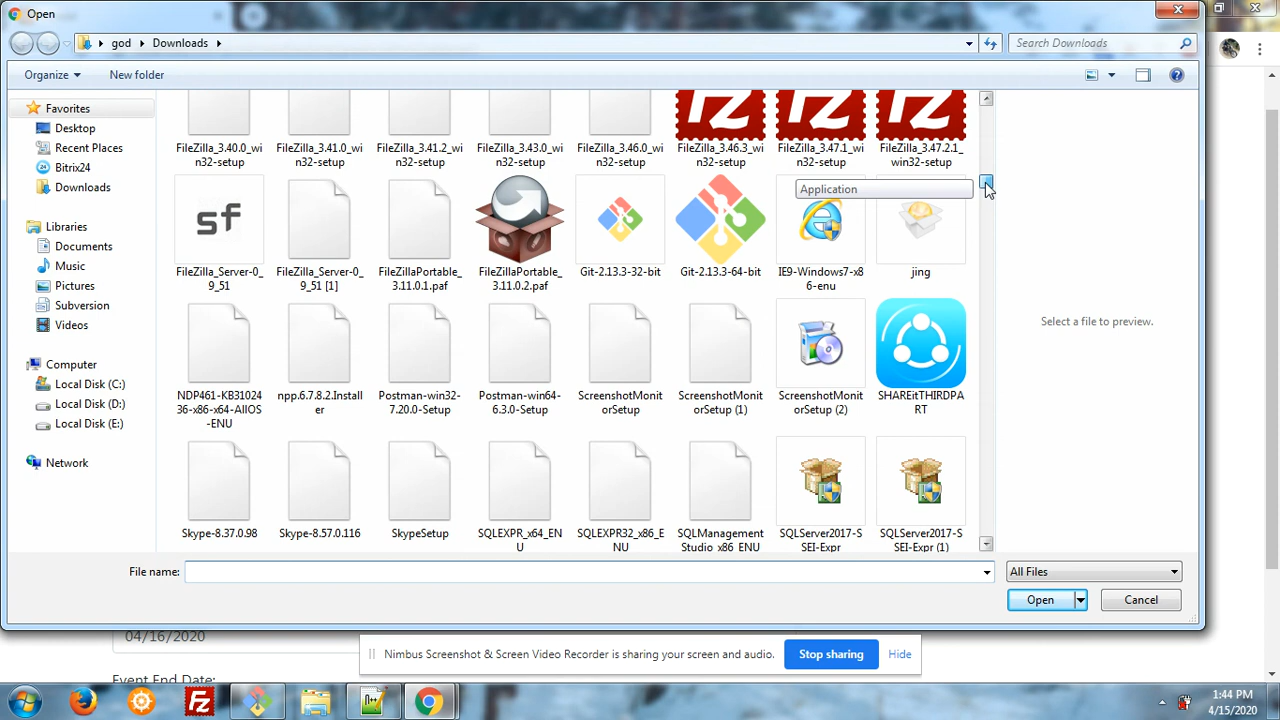 Open
god
Downloads
Search Downloads
Organize
New folder
Favorites
Desktop
Recent Places
Bitrix24
Downloads
Libraries
Documents
Music
Pictures
Subversion
Videos
Computer
Local Disk (C:)
Local Disk (D:)
Local Disk (E:)
Network
FileZilla_3.40.0_wi
n32-setup
FileZilla_3.41.0_wi
n32-setup
FileZilla_3.41.2_wi
n32-setup
FileZilla_3.43.0_wi
n32-setup
FileZilla_3.46.0_wi
n32-setup
FileZilla_3.46.3_wi
n32-setup
FileZilla_3.47.1_wi
n32-setup
FileZilla_3.47.2.1_
win32-setup
Application
sf
FileZilla_Server-0_
9_51
FileZilla_Server-0_
9_51 [1]
FileZillaPortable_
3.11.0.1.paf
FileZillaPortable_
3.11.0.2.paf
Git-2.13.3-32-bit
Git-2.13.3-64-bit
IE9-Windows7-x8
6-enu
jing
NDP461-KB31024
36-x86-x64-AllOS
-ENU
npp.6.7.8.2.Install
er
Postman-win32-
7.20.0-Setup
Postman-win64-
6.3.0-Setup
ScreenshotMoni
torSetup
ScreenshotMoni
torSetup (1)
ScreenshotMoni
torSetup (2)
SHAREitTHIRDPA
RT
Skype-8.37.0.98
Skype-8.57.0.116
SkypeSetup
SQLEXPR_x64_EN
U
SQLEXPR32_x86_E
NU
SQLManagement
Studio_x86_ENU
SQLServer2017-S
SEI-Expr
SQLServer2017-S
SEI-Expr (1)
Select a file to preview.
File name:
All Files
Open
Cancel
04/16/2020
Nimbus Screenshot & Screen Video Recorder is sharing your screen and audio.
Stop sharing
Hide
Event End Date:
1:44 PM
4/15/2020